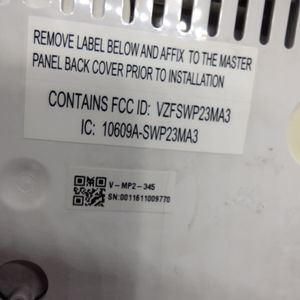 REMOVE LABEL BELOW AND AFFIX TO THE MASTER
PANEL BACK COVER PRIOR TO INSTALLATION
CONTAINS FCC ID: VZFSWP23MA3
IC: 10609A-SWP23MA3
V-MP2-345
SN:0011611009770